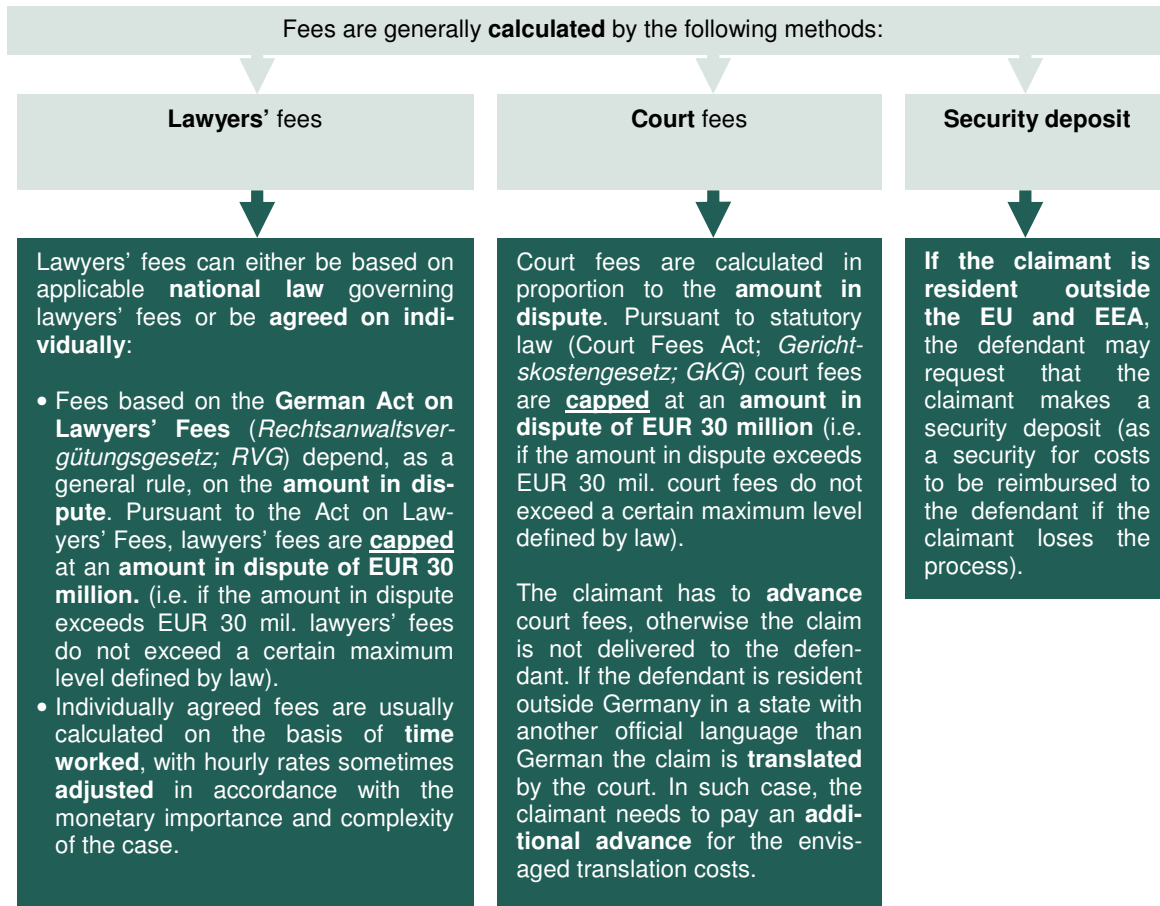 Fees are generally calculated by the following methods:
Lawyers’ fees
Lawyers’ fees can either be based on
applicable national law governing
lawyers’ fees or be agreed on indi-
vidually:
• Fees based on the German Act on
Lawyers’ Fees (Rechtsanwaltsver-
gütungsgesetz; RVG) depend, as a
general rule, on the amount in dis-
pute. Pursuant to the Act on Law-
yers’ Fees, lawyers’ fees are capped
at an amount in dispute of EUR 30
million. (i.e. if the amount in dispute
exceeds EUR 30 mil. lawyers’ fees
do not exceed a certain maximum
level defined by law).
• Individually agreed fees are usually
calculated on the basis of time
worked, with hourly rates sometimes
adjusted in accordance with the
monetary importance and complexity
of the case.
Court fees
Court fees are calculated in
proportion to the amount in
dispute. Pursuant to statutory
law (Court Fees Act; Gericht-
skostengesetz; GKG) court fees
are capped at an amount in
dispute of EUR 30 million (i.e.
if the amount in dispute exceeds
EUR 30 mil. court fees do not
exceed a certain maximum level
defined by law).
The claimant has to advance
court fees, otherwise the claim
is not delivered to the defen-
dant. If the defendant is resident
outside Germany in a state with
another official language than
German the claim is translated
by the court. In such case, the
claimant needs to pay an addi-
tional advance for the envis-
aged translation costs.
Security deposit
If the claimant is
resident outside
the EU and EEA,
the defendant may
request that the
claimant makes a
security deposit (as
a security for costs
to be reimbursed to
the defendant if the
claimant loses the
process).